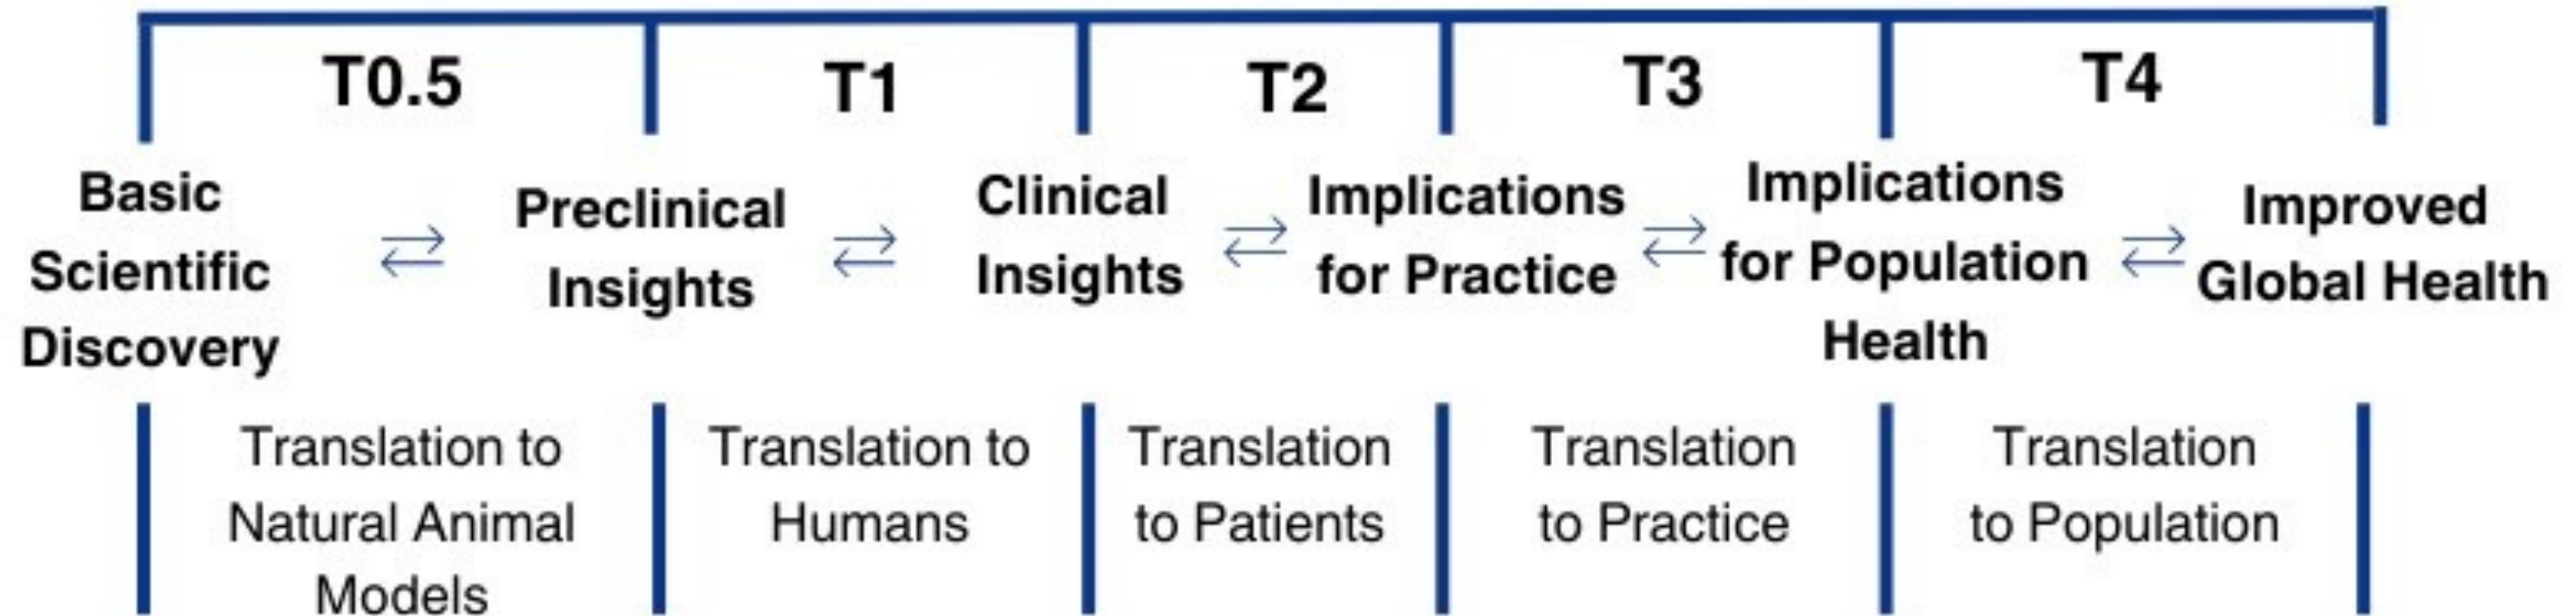 T0.5
T1
T2
T3
T4
Basic
Scientific
Discovery
Preclinical
Insights
Clinical
Insights
Implications
for Practice
Implications
for Population
Health
Improved
Global Health
Translation to
Natural Animal
Models
Translation to
Humans
Translation
to Patients
Translation
to Practice
Translation
to Population